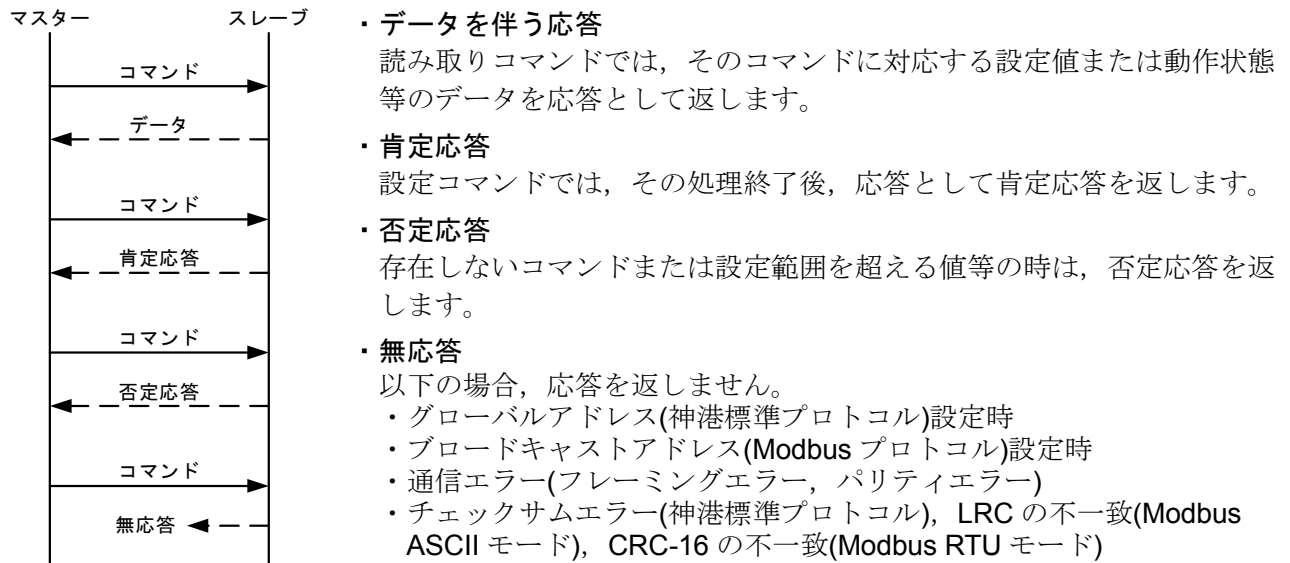 マスター
スレーブ
コマンド
データ
コマンド
肯定応答
コマンド
否定応答
コマンド
無応答
・データを伴う応答
読み取りコマンドでは，そのコマンドに対応する設定値または動作状態
等のデータを応答として返します。
・肯定応答
設定コマンドでは，その処理終了後，応答として肯定応答を返します。
・否定応答
存在しないコマンドまたは設定範囲を超える値等の時は，否定応答を返
します。
・無応答
以下の場合，応答を返しません。
・グローバルアドレス(神港標準プロトコル)設定時
・ブロードキャストアドレス(Modbus プロトコル)設定時
・通信エラー(フレーミングエラー，パリティエラー)
・チェックサムエラー(神港標準プロトコル)，LRC の不一致(Modbus
ASCII モード)，CRC-16 の不一致(Modbus RTU モード)